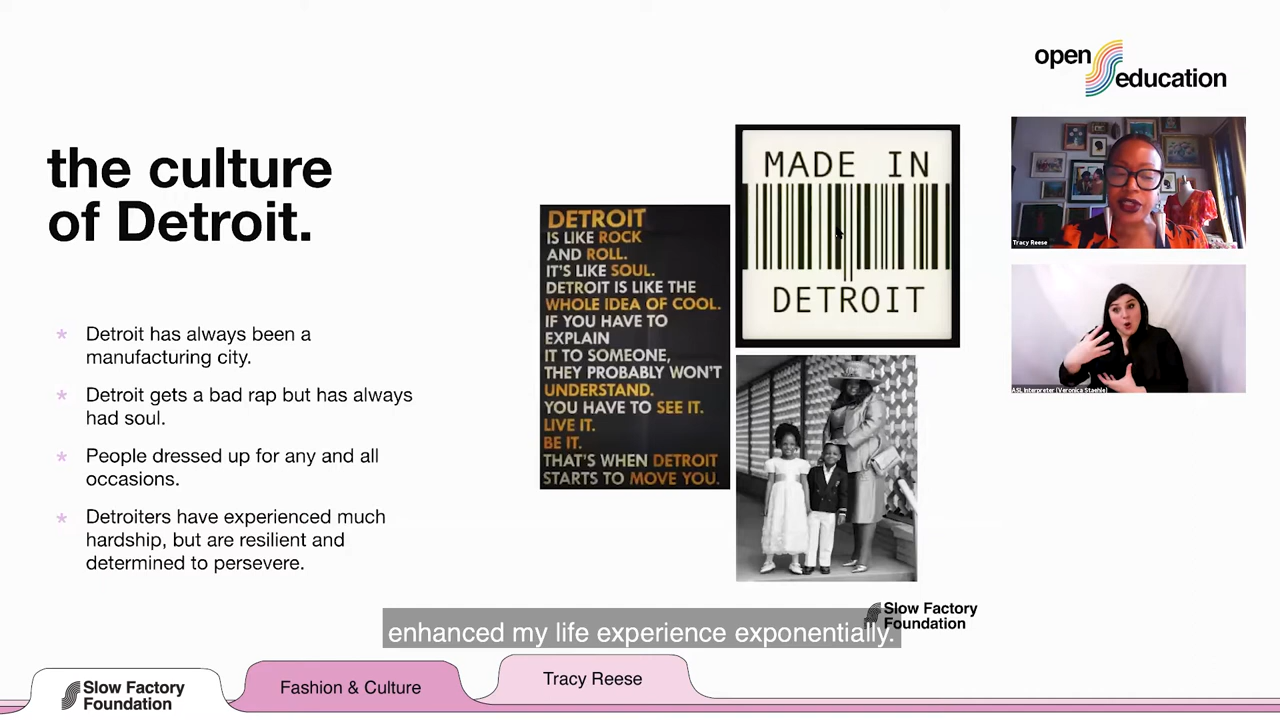 open
education
the culture
of Detroit.
Detroit has always been a
manufacturing city.
Detroit gets a bad rap but has always
had soul.
People dressed up for any and all
occasions.
Detroiters have experienced much
hardship, but are resilient and
determined to persevere.
DETROIT
IS LIKE ROCK
AND ROLL.
IT'S LIKE SOUL.
DETROIT IS LIKE THE
WHOLE IDEA OF COOL.
IF YOU HAVE TO
EXPLAIN
IT TO SOMEONE,
THEY PROBABLY WON'T
UNDERSTAND.
YOU HAVE TO SEE IT.
LIVE IT.
BE IT.
THAT'S WHEN DETROIT
STARTS TO MOVE YOU.
MADE IN
DETROIT
Tracy Reese
ASL Interpreter (Veronica Staehle)
Slow Factory
Foundation
enhanced my life experience exponentially.
Slow Factory
Foundation
Fashion & Culture
Tracy Reese